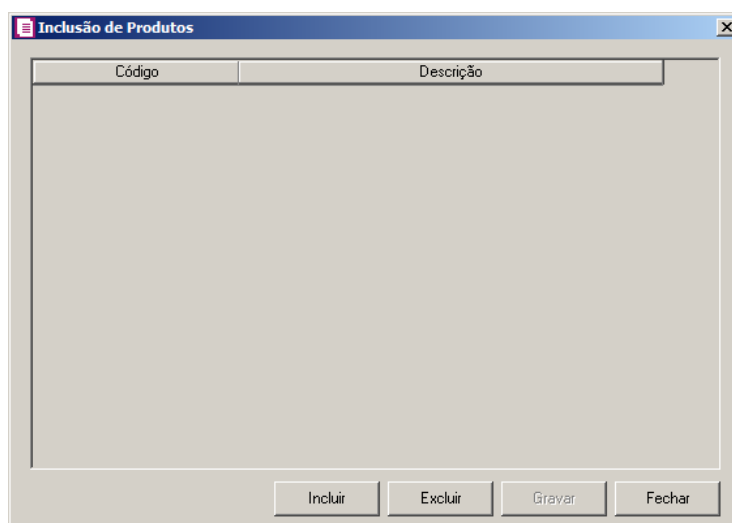 Inclusão de Produtos
Código Descrição
Incluir Excluir Gravar Fechar